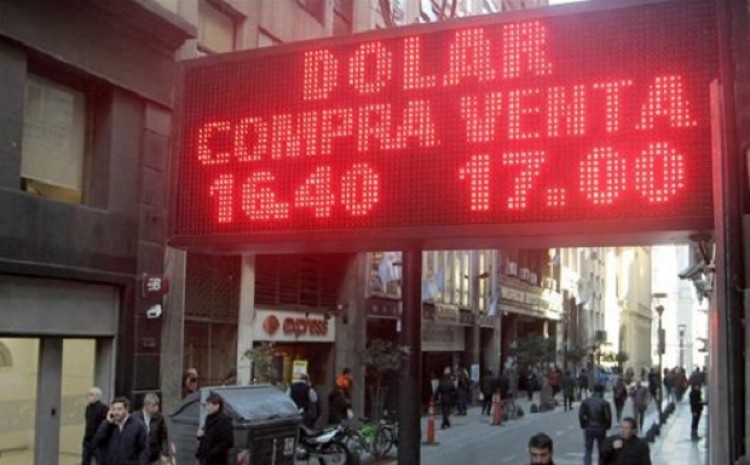 DOLAR
COMPRA VENTA
16.40 17.00
express